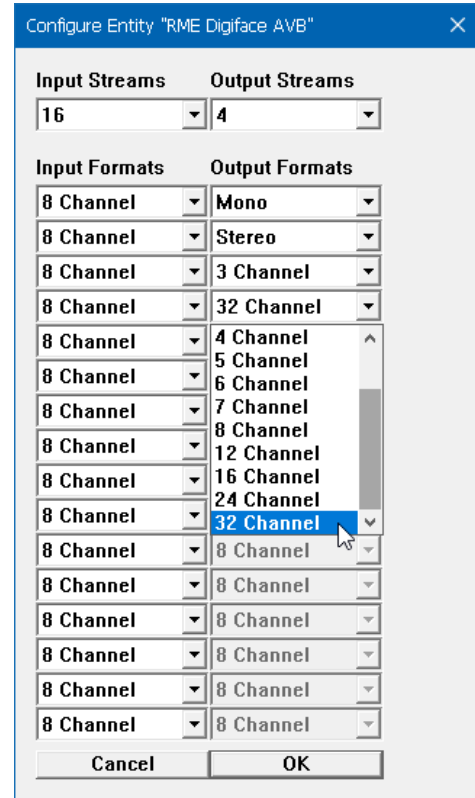 Configure Entity "RME Digiface AVB"
Input Streams Output Streams
16 4
Input Formats Output Formats
8 Channel Mono
8 Channel Stereo
8 Channel 3 Channel
8 Channel 32 Channel
8 Channel 4 Channel
5 Channel
8 Channel 6 Channel
8 Channel 7 Channel
8 Channel 8 Channel
12 Channel
8 Channel 16 Channel
8 Channel 24 Channel
32 Channel
8 Channel 8 Channel
8 Channel 8 Channel
8 Channel 8 Channel
8 Channel 8 Channel
8 Channel 8 Channel
8 Channel 8 Channel
Cancel OK